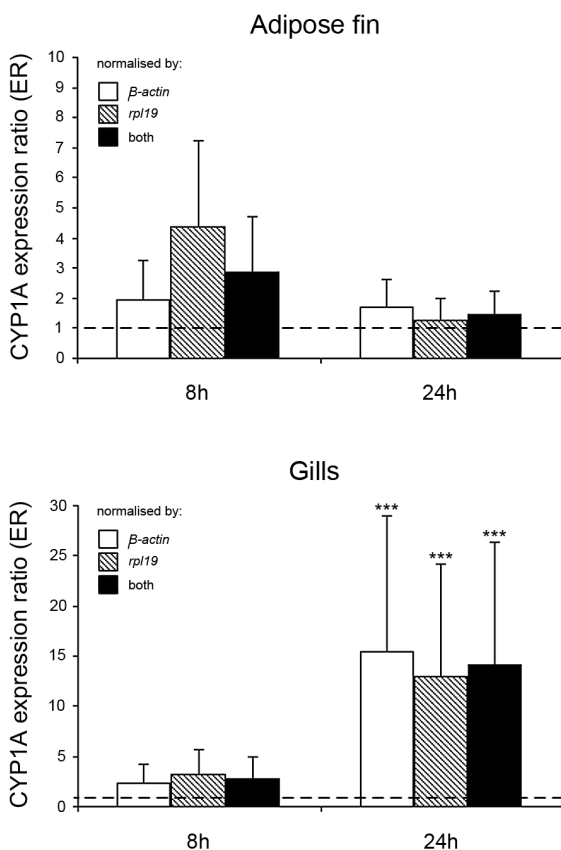 Adipose fin
CYP1A expression ratio (ER)
10
9
8
7
6
5
4
3
2
1
0
normalised by:
β-actin
rpl19
both
8h
24h
Gills
CYP1A expression ratio (ER)
30
25
20
15
10
5
0
normalised by:
β-actin
rpl19
both
***
***
***
8h
24h